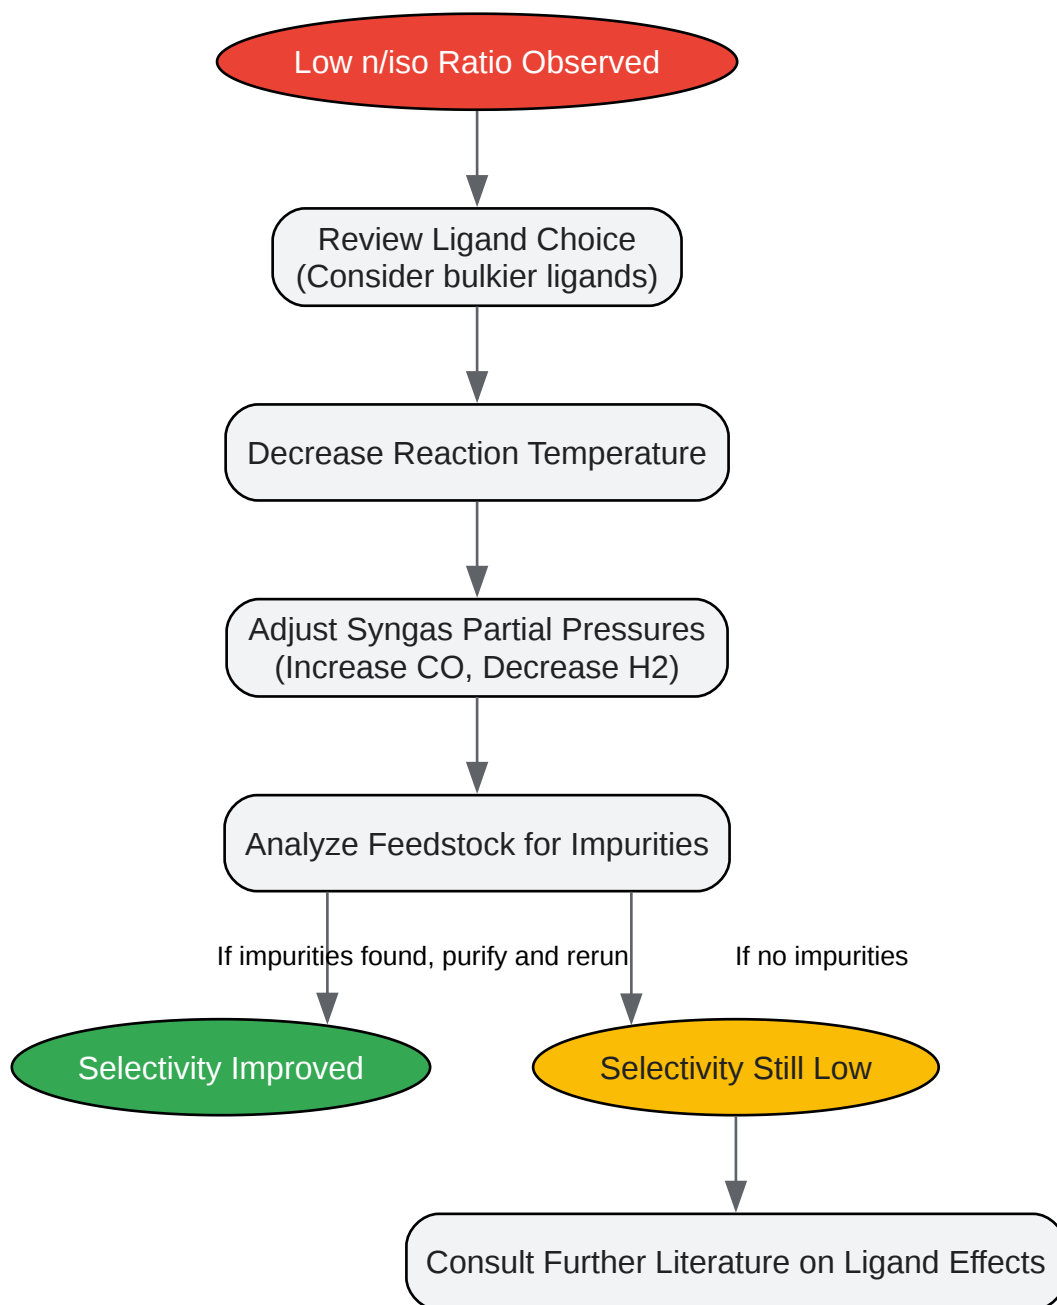 Low n/iso Ratio Observed
Review Ligand Choice
(Consider bulkier ligands)
Decrease Reaction Temperature
Adjust Syngas Partial Pressures
(Increase CO, Decrease H2)
Analyze Feedstock for Impurities
If impurities found, purify and rerun
If no impurities
Selectivity Improved
Selectivity Still Low
Consult Further Literature on Ligand Effects